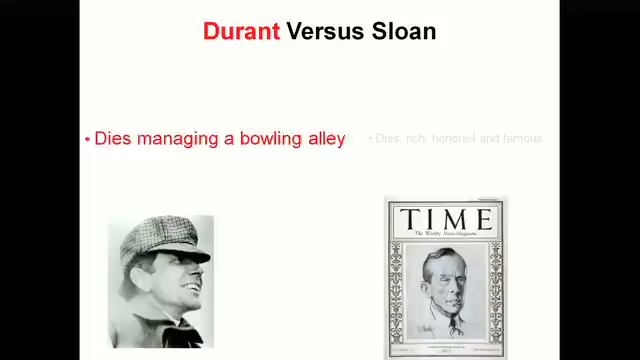 Durant Versus Sloan
• Dies managing a bowling alley
• Dies, rich, honored and famous
TIME
The Weekly News-Magazine